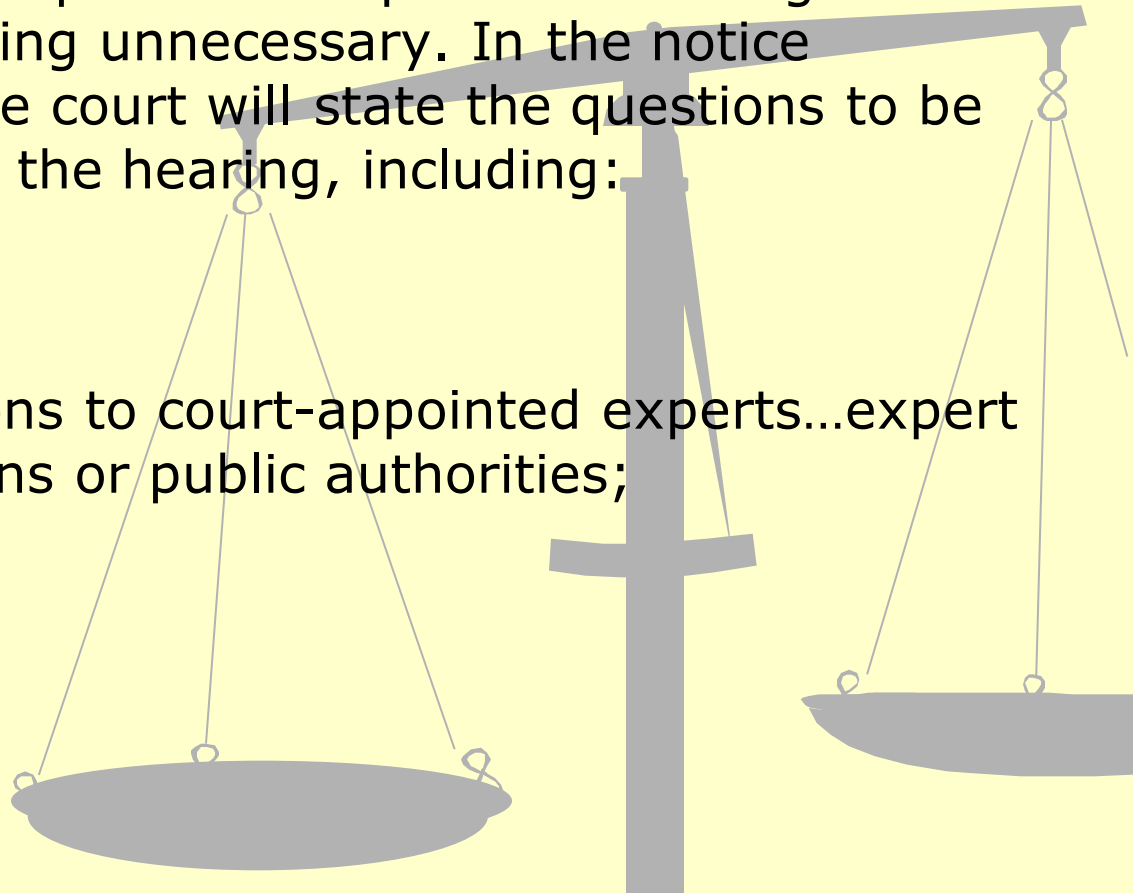 ing unnecessary. In the notice
e court will state the questions to be
the hearing, including:
ns to court-appointed experts…expert
ns or public authorities;